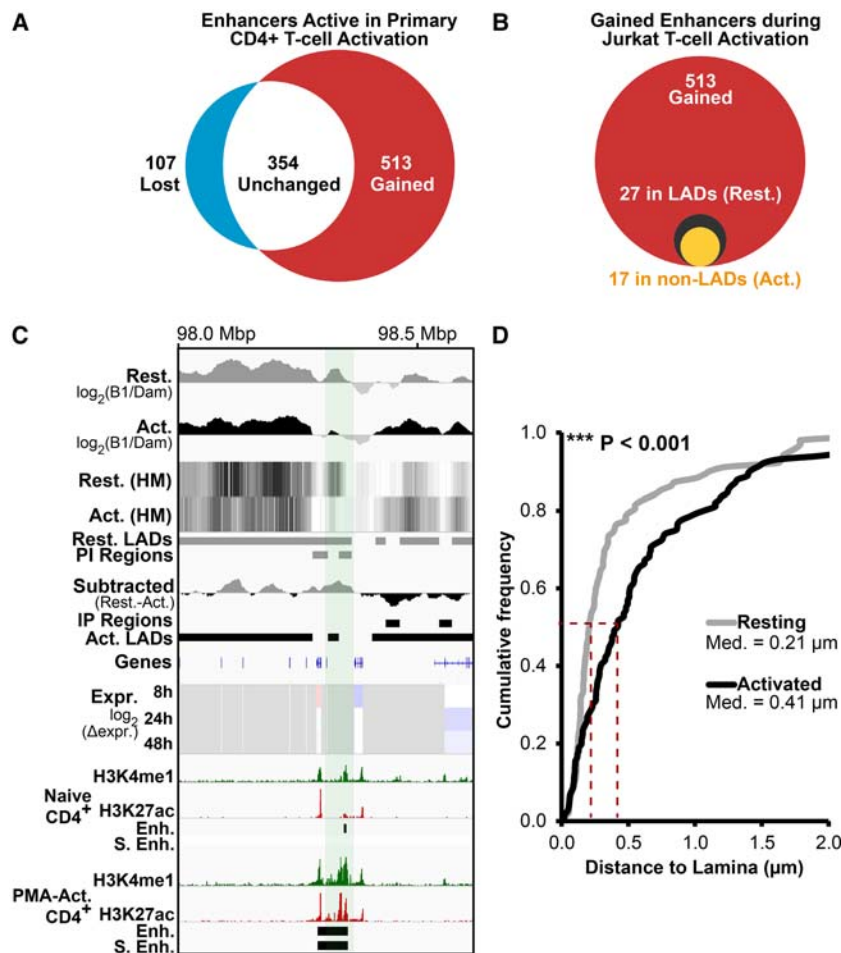 A
Enhancers Active in Primary
CD4+ T-cell Activation
107
Lost
354
Unchanged
513
Gained
B
Gained Enhancers during
Jurkat T-cell Activation
513
Gained
27 in LADs (Rest.)
17 in non-LADs (Act.)
C
98.0 Mbp
98.5 Mbp
Rest.
log2(B1/Dam)
Act.
log2(B1/Dam)
Rest. (HM)
Act. (HM)
Rest. LADs
PI Regions
Subtracted
(Rest.-Act.)
IP Regions
Act. LADs
Genes
Expr.
log2
(Δexpr.)
8h
24h
48h
Naive
CD4+
H3K4me1
H3K27ac
Enh.
S. Enh.
PMA-Act.
CD4+
H3K4me1
H3K27ac
Enh.
S. Enh.
D
*** P < 0.001
Cumulative frequency
1.0
0.8
0.6
0.4
0.2
0.0
Resting
Med. = 0.21 µm
Activated
Med. = 0.41 µm
0.0 0.5 1.0 1.5 2.0
Distance to Lamina (µm)